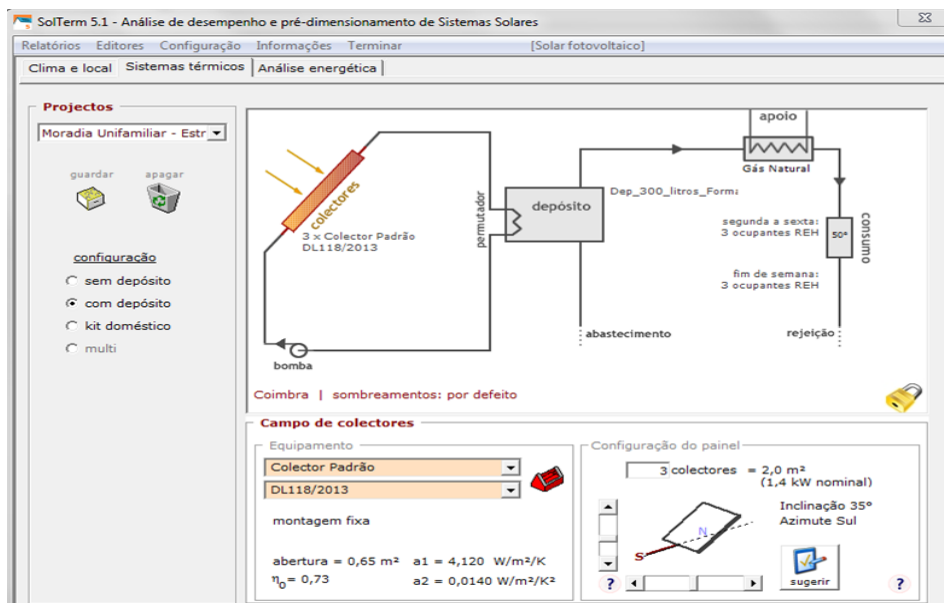 SolTerm 5.1 - Análise de desempenho e pré-dimensionamento de Sistemas Solares
Relatórios Editores Configuração Informações Terminar [Solar fotovoltaico]
Clima e local Sistemas térmicos Análise energética
Projectos
Moradia Unifamiliar - Estr
guardar apagar
configuração
sem depósito
com depósito
kit doméstico
multi
apoio
Gás Natural
colectores
3 x Colector Padrão
DL118/2013
permutador
depósito
Dep_300_litros_Forma
segunda a sexta:
3 ocupantes REH
50°
consumo
fim de semana:
3 ocupantes REH
abastecimento
rejeição
bomba
Coimbra | sombreamentos: por defeito
Campo de colectores
Equipamento
Colector Padrão
DL118/2013
montagem fixa
abertura = 0,65 m² a1 = 4,120 W/m²/K
η0 = 0,73 a2 = 0,0140 W/m²/K²
Configuração do painel
3 colectores = 2,0 m²
(1,4 kW nominal)
Inclinação 35°
Azimute Sul
N
S
sugerir
? ?